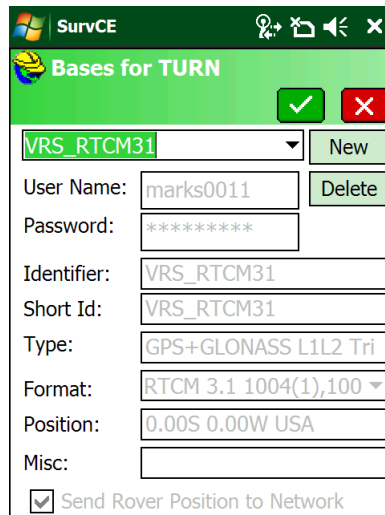 SurvCE
Bases for TURN
VRS_RTCM31 New
User Name: marks0011 Delete
Password: *********
Identifier: VRS_RTCM31
Short Id: VRS_RTCM31
Type: GPS+GLONASS L1L2 Tri
Format: RTCM 3.1 1004(1),100
Position: 0.00S 0.00W USA
Misc:
Send Rover Position to Network